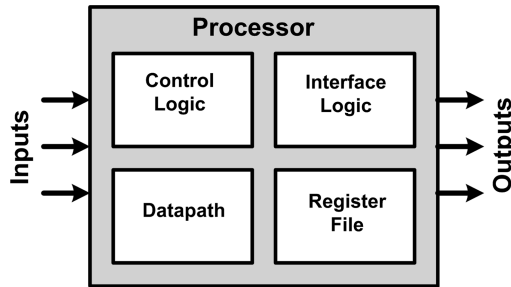 Processor
Control
Logic
Interface
Logic
Datapath
Register
File
Inputs
Outputs